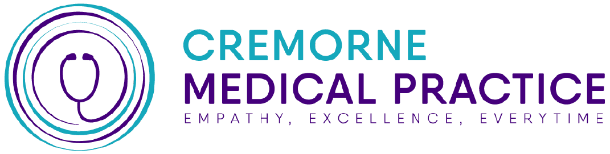 CREMORNE
MEDICAL PRACTICE
EMPATHY, EXCELLENCE, EVERYTIME